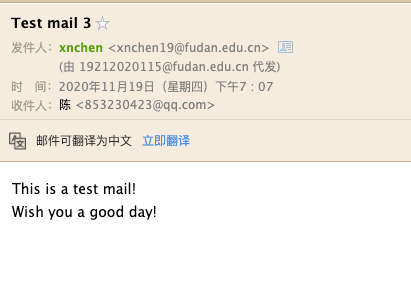 Test mail 3
发件人：xnchen <xnchen19@fudan.edu.cn>
(由 19212020115@fudan.edu.cn 代发)
时　间：2020年11月19日（星期四）下午7：07
收件人：陈 <853230423@qq.com>
邮件可翻译为中文 立即翻译
This is a test mail!
Wish you a good day!